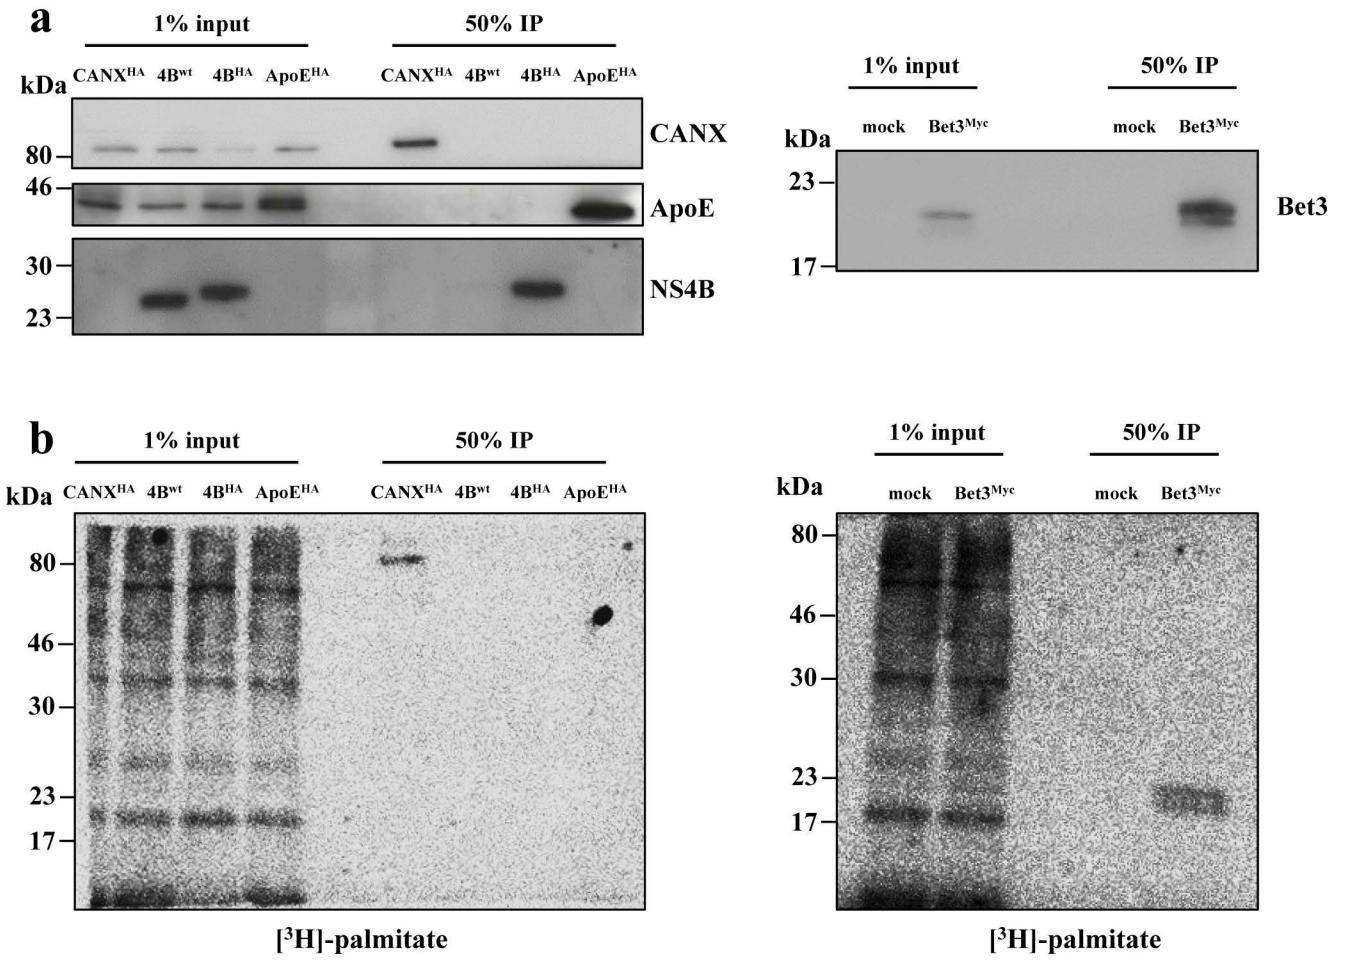 a
1% input
50% IP
kDa
CANXᴴᴬ 4Bʷᵗ 4Bᴴᴬ ApoEᴴᴬ
CANXᴴᴬ 4Bʷᵗ 4Bᴴᴬ ApoEᴴᴬ
80
CANX
46
ApoE
30
23
NS4B
1% input
50% IP
kDa
mock Bet3ᴹʸᶜ
mock Bet3ᴹʸᶜ
23
17
Bet3
b
1% input
50% IP
kDa
CANXᴴᴬ 4Bʷᵗ 4Bᴴᴬ ApoEᴴᴬ
CANXᴴᴬ 4Bʷᵗ 4Bᴴᴬ ApoEᴴᴬ
80
46
30
23
17
[³H]-palmitate
1% input
50% IP
kDa
mock Bet3ᴹʸᶜ
mock Bet3ᴹʸᶜ
80
46
30
23
17
[³H]-palmitate